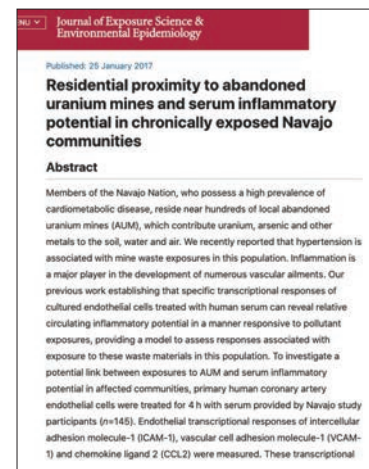 NU
Journal of Exposure Science &
Environmental Epidemiology
Published: 25 January 2017
Residential proximity to abandoned
uranium mines and serum inflammatory
potential in chronically exposed Navajo
communities
Abstract
Members of the Navajo Nation, who possess a high prevalence of
cardiometabolic disease, reside near hundreds of local abandoned
uranium mines (AUM), which contribute uranium, arsenic and other
metals to the soil, water and air. We recently reported that hypertension is
associated with mine waste exposures in this population. Inflammation is
a major player in the development of numerous vascular ailments. Our
previous work establishing that specific transcriptional responses of
cultured endothelial cells treated with human serum can reveal relative
circulating inflammatory potential in a manner responsive to pollutant
exposures, providing a model to assess responses associated with
exposure to these waste materials in this population. To investigate a
potential link between exposures to AUM and serum inflammatory
potential in affected communities, primary human coronary artery
endothelial cells were treated for 4 h with serum provided by Navajo study
participants (n=145). Endothelial transcriptional responses of intercellular
adhesion molecule-1 (ICAM-1), vascular cell adhesion molecule-1 (VCAM-
1) and chemokine ligand 2 (CCL2) were measured. These transcriptional